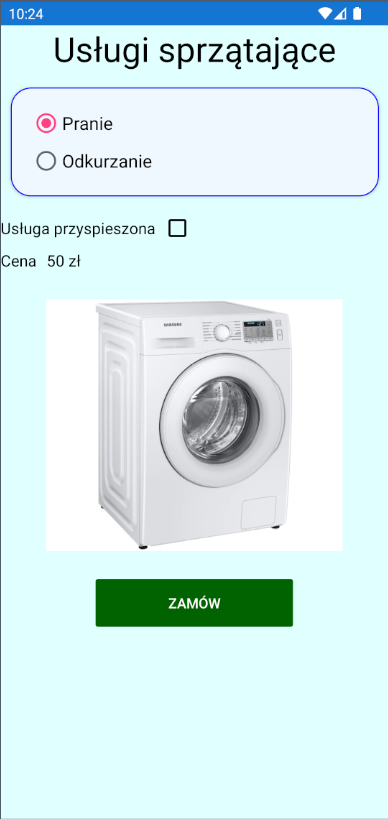 10:24
Usługi sprzątające
Pranie
Odkurzanie
Usługa przyspieszona
Cena 50 zł
SAMSUNG
ZAMÓW